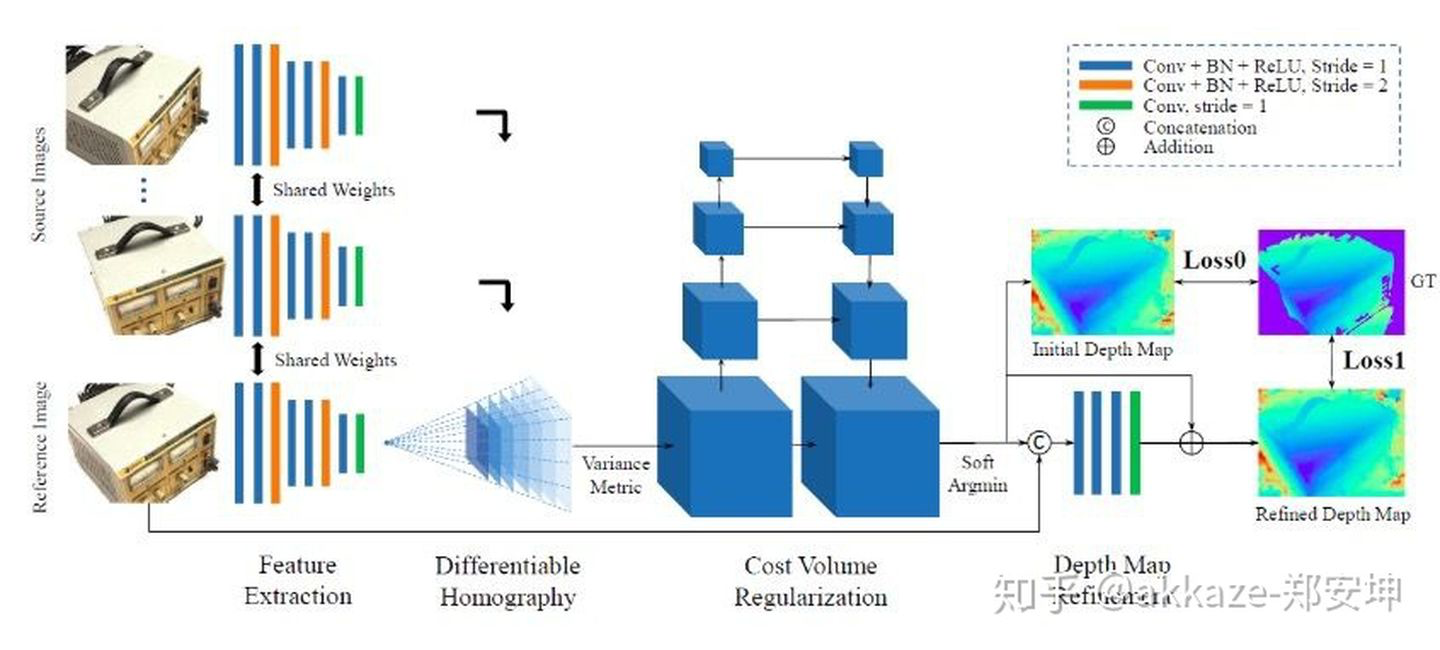 Source Images
Reference Image
Shared Weights
Shared Weights
Conv + BN + ReLU, Stride = 1
Conv + BN + ReLU, Stride = 2
Conv, stride = 1
C Concatenation
Addition
Loss0
GT
Initial Depth Map
Loss1
Variance
Metric
Soft
Argmin
C
Refined Depth Map
Feature
Extraction
Differentiable
Homography
Cost Volume
Regularization
Depth Map
Refinement
知乎 @akkaze-郑安坤